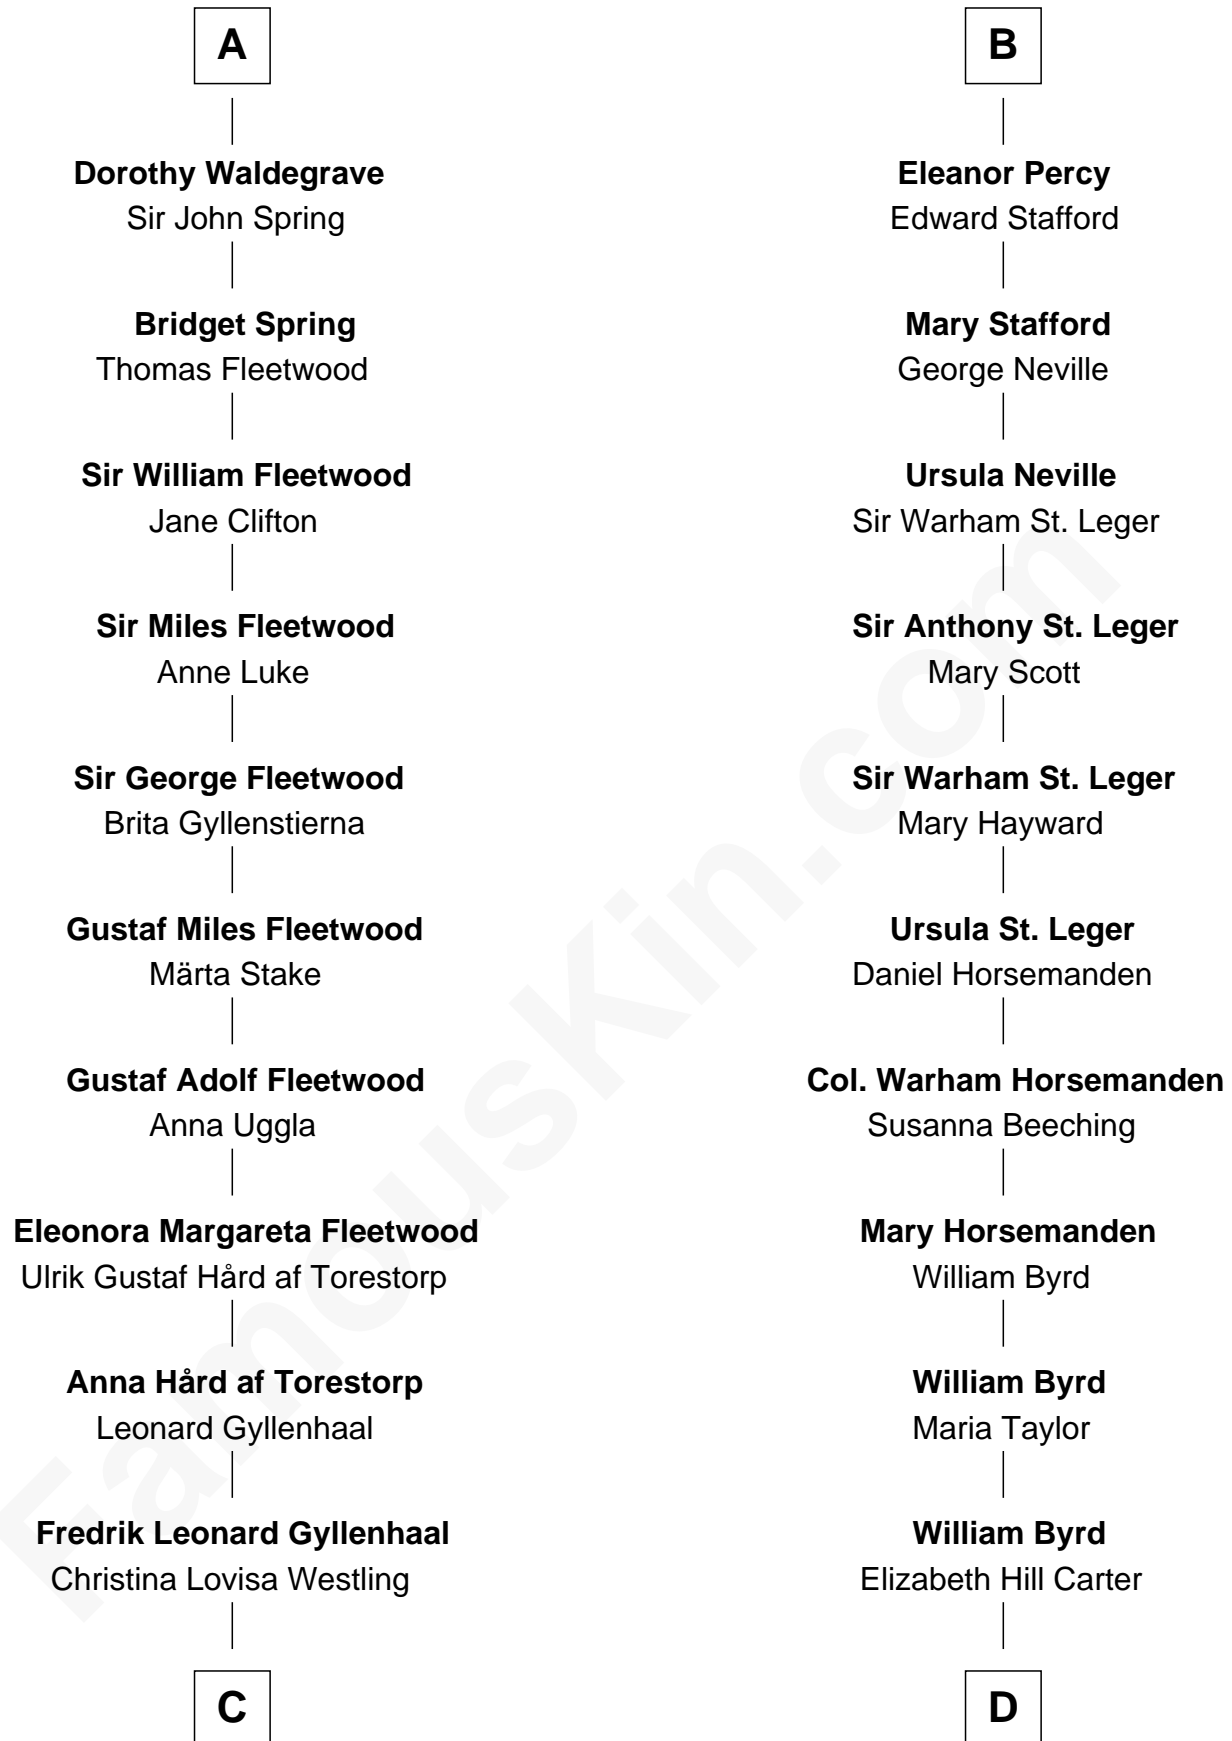 A
Dorothy Waldegrave
Sir John Spring
Bridget Spring
Thomas Fleetwood
Sir William Fleetwood
Jane Clifton
Sir Miles Fleetwood
Anne Luke
Sir George Fleetwood
Brita Gyllenstierna
Gustaf Miles Fleetwood
Märta Stake
Gustaf Adolf Fleetwood
Anna Uggla
Eleonora Margareta Fleetwood
Ulrik Gustaf Hård af Torestorp
Anna Hård af Torestorp
Leonard Gyllenhaal
Fredrik Leonard Gyllenhaal
Christina Lovisa Westling
C
B
Eleanor Percy
Edward Stafford
Mary Stafford
George Neville
Ursula Neville
Sir Warham St. Leger
Sir Anthony St. Leger
Mary Scott
Sir Warham St. Leger
Mary Hayward
Ursula St. Leger
Daniel Horsemanden
Col. Warham Horsemanden
Susanna Beeching
Mary Horsemanden
William Byrd
William Byrd
Maria Taylor
William Byrd
Elizabeth Hill Carter
D
FamousKin.com